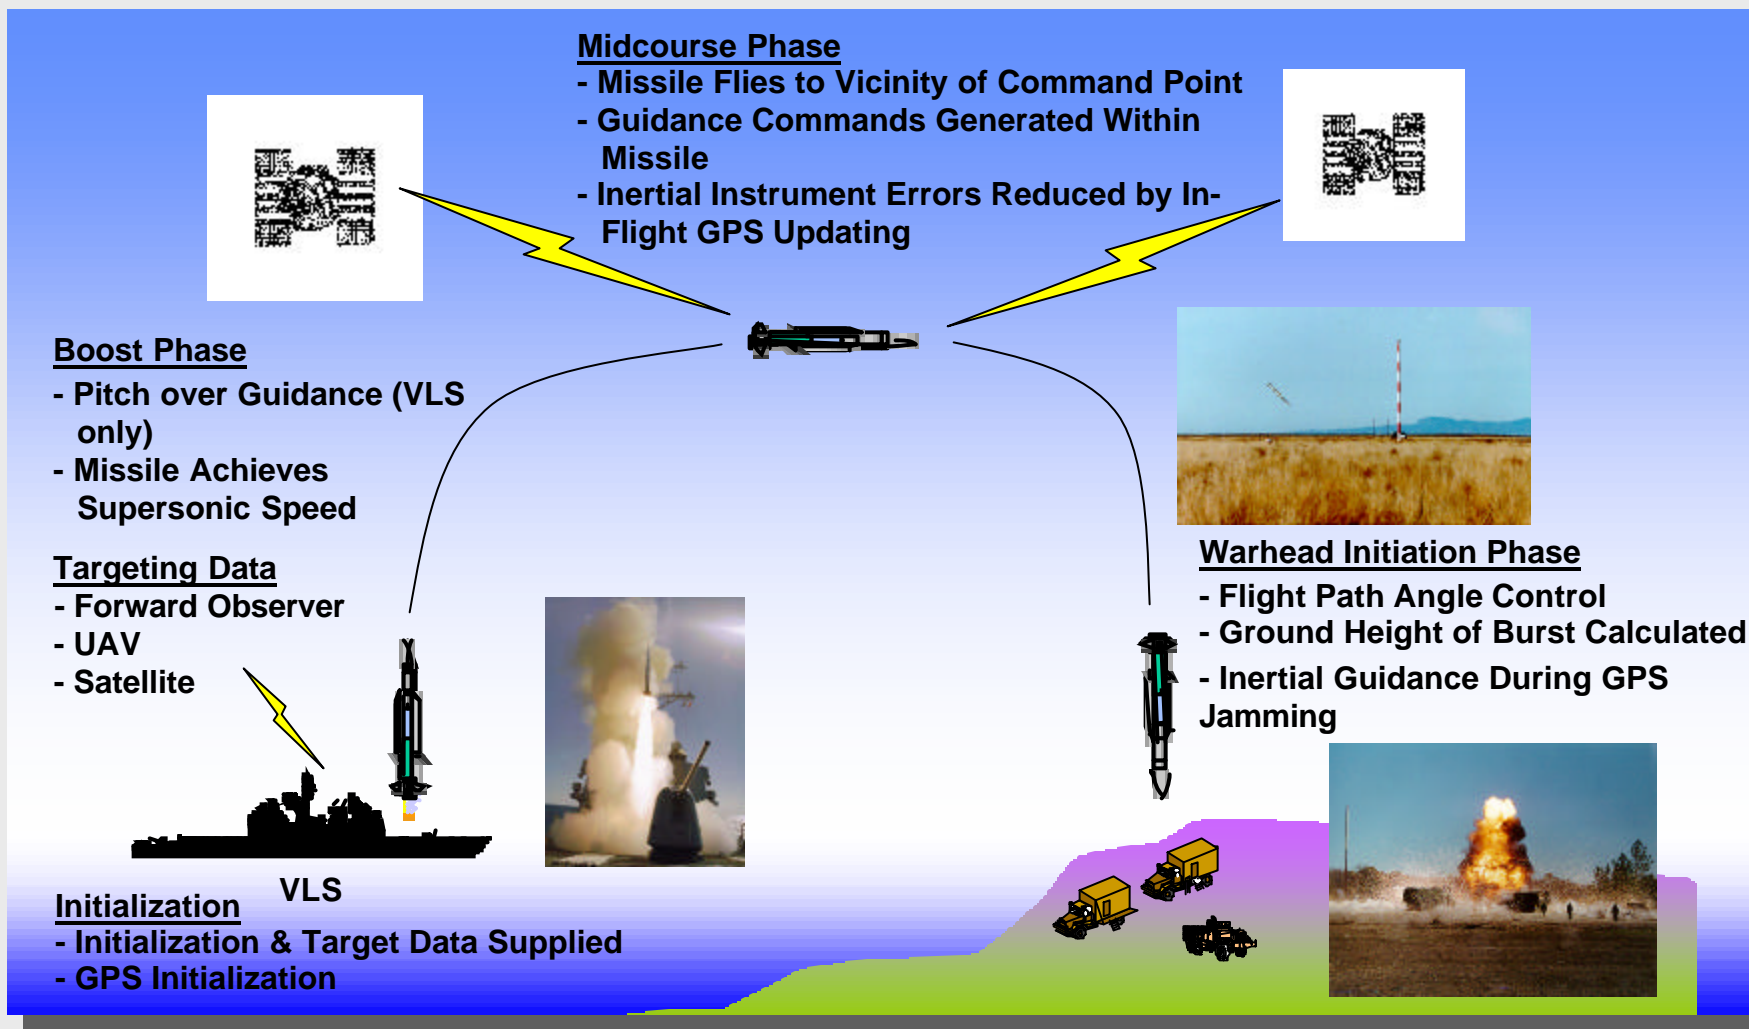 Midcourse Phase
- Missile Flies to Vicinity of Command Point
- Guidance Commands Generated Within
Missile
- Inertial Instrument Errors Reduced by In-
Flight GPS Updating
Boost Phase
- Pitch over Guidance (VLS
only)
- Missile Achieves
Supersonic Speed
Targeting Data
- Forward Observer
- UAV
- Satellite
VLS
Initialization
- Initialization & Target Data Supplied
- GPS Initialization
Warhead Initiation Phase
- Flight Path Angle Control
- Ground Height of Burst Calculated
- Inertial Guidance During GPS
Jamming